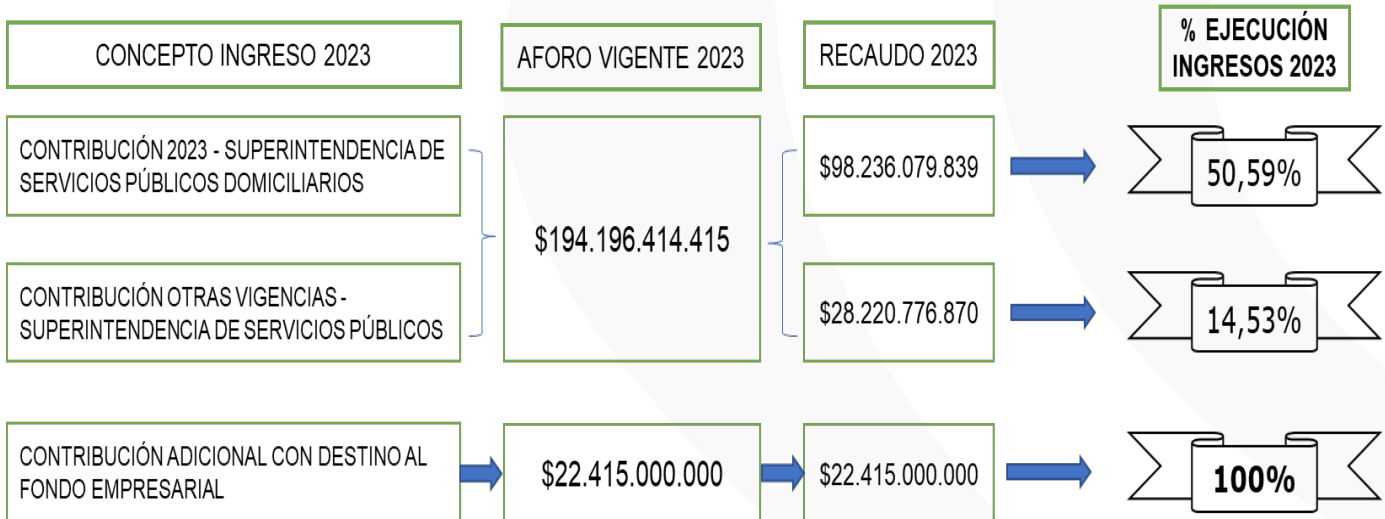 CONCEPTO INGRESO 2023
AFORO VIGENTE 2023
RECAUDO 2023
% EJECUCIÓN
INGRESOS 2023
CONTRIBUCIÓN 2023 - SUPERINTENDENCIA DE
SERVICIOS PÚBLICOS DOMICILIARIOS
$194.196.414.415
$98.236.079.839
50,59%
CONTRIBUCIÓN OTRAS VIGENCIAS -
SUPERINTENDENCIA DE SERVICIOS PÚBLICOS
$28.220.776.870
14,53%
CONTRIBUCIÓN ADICIONAL CON DESTINO AL
FONDO EMPRESARIAL
$22.415.000.000
$22.415.000.000
100%